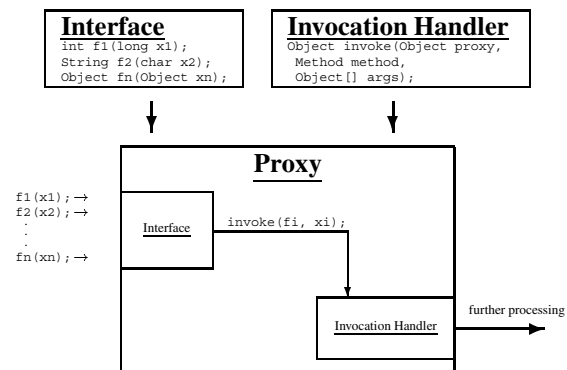 Interface
int f1(long x1);
String f2(char x2);
Object fn(Object xn);
Invocation Handler
Object invoke(Object proxy,
Method method,
Object[] args);
Proxy
f1(x1);→
f2(x2);→
.
.
.
fn(xn);→
Interface
invoke(fi, xi);
Invocation Handler
further processing